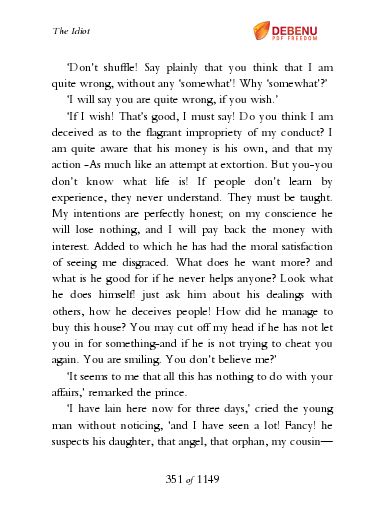 The Idiot
DEBENU
PDF FREEDOM
‘Don’t shuffle! Say plainly that you think that I am
quite wrong, without any ‘somewhat’! Why ‘somewhat’?’
‘I will say you are quite wrong, if you wish.’
‘If I wish! That’s good, I must say! Do you think I am
deceived as to the flagrant impropriety of my conduct? I
am quite aware that his money is his own, and that my
action -As much like an attempt at extortion. But you-you
don’t know what life is! If people don’t learn by
experience, they never understand. They must be taught.
My intentions are perfectly honest; on my conscience he
will lose nothing, and I will pay back the money with
interest. Added to which he has had the moral satisfaction
of seeing me disgraced. What does he want more? and
what is he good for if he never helps anyone? Look what
he does himself! just ask him about his dealings with
others, how he deceives people! How did he manage to
buy this house? You may cut off my head if he has not let
you in for something-and if he is not trying to cheat you
again. You are smiling. You don’t believe me?’
‘It seems to me that all this has nothing to do with your
affairs,’ remarked the prince.
‘I have lain here now for three days,’ cried the young
man without noticing, ‘and I have seen a lot! Fancy! he
suspects his daughter, that angel, that orphan, my cousin—
351 of 1149